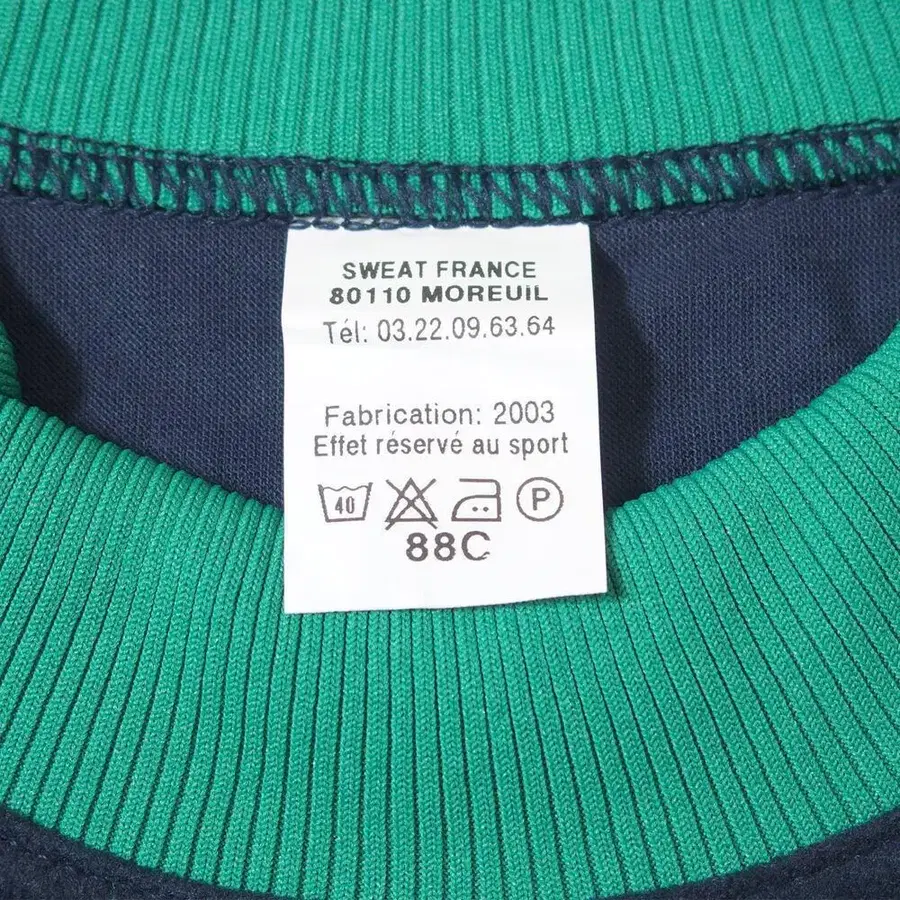 SWEAT FRANCE
80110 MOREUIL
Tél: 03.22.09.63.64
Fabrication: 2003
Effet réservé au sport
40 P
88C